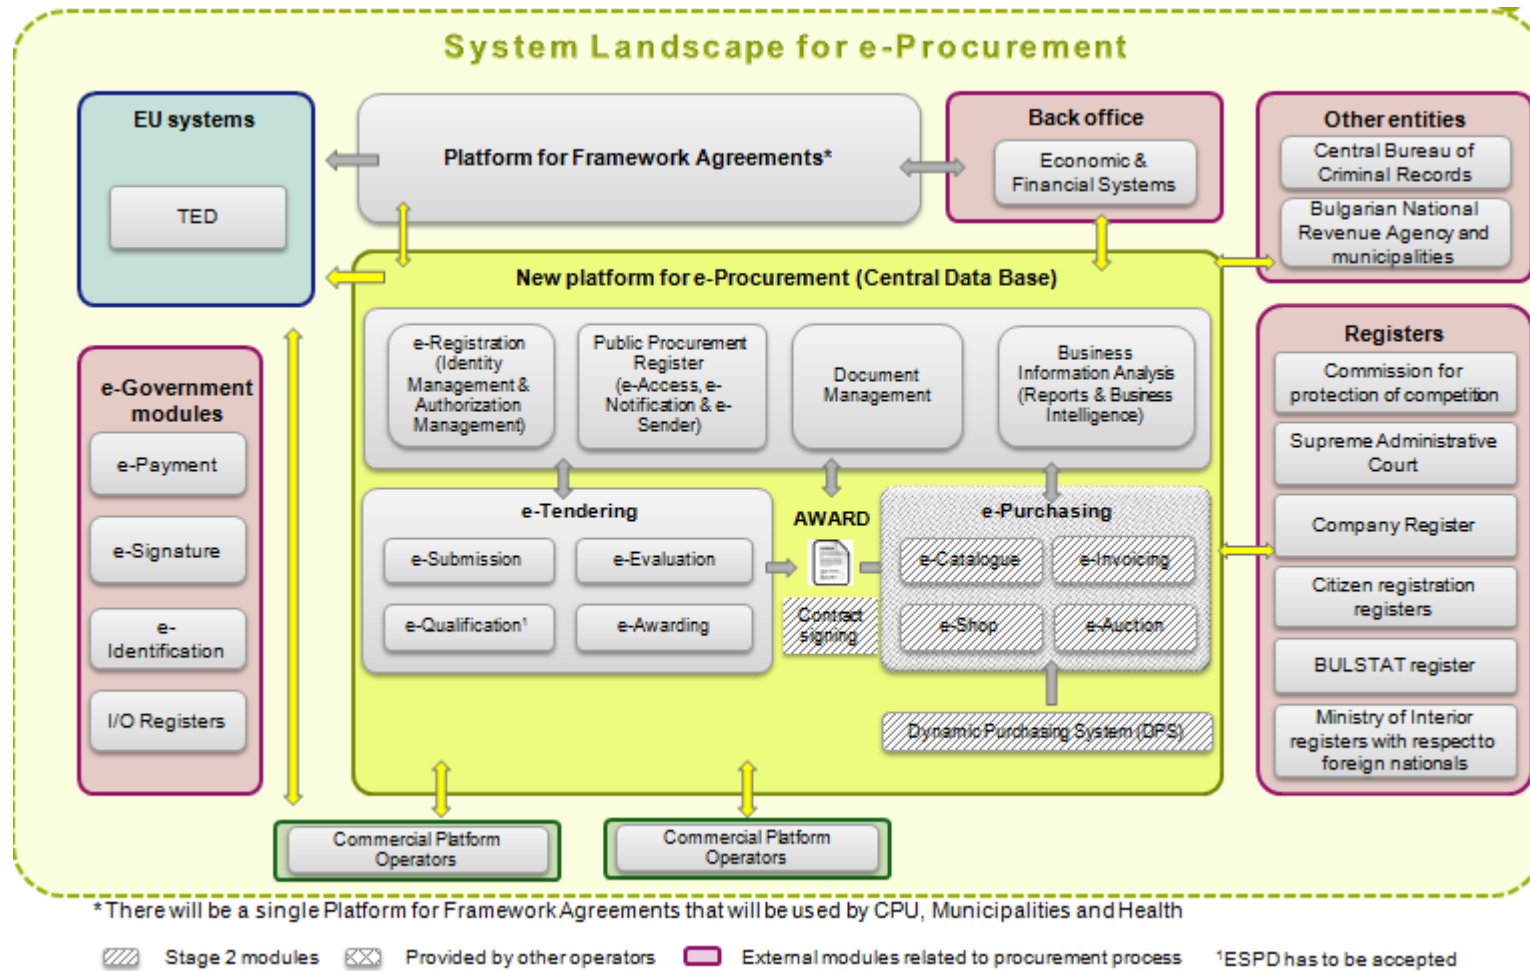 System Landscape for e-Procurement
EU systems
TED
Platform for Framework Agreements*
Back office
Economic &
Financial Systems
Other entities
Central Bureau of
Criminal Records
Bulgarian National
Revenue Agency and
municipalities
New platform for e-Procurement (Central Data Base)
e-Registration
(Identity
Management &
Authorization
Management)
Public Procurement
Register
(e-Access, e-
Notification & e-
Sender)
Document
Management
Business
Information Analysis
(Reports & Business
Intelligence)
e-Government
modules
e-Payment
e-Signature
e-
Identification
I/O Registers
e-Tendering
e-Submission
e-Evaluation
e-Qualification¹
e-Awarding
AWARD
Contract
signing
e-Purchasing
e-Catalogue
e-Invoicing
e-Shop
e-Auction
Dynamic Purchasing System (DPS)
Registers
Commission for
protection of competition
Supreme Administrative
Court
Company Register
Citizen registration
registers
BULSTAT register
Ministry of Interior
registers with respect to
foreign nationals
Commercial Platform
Operators
Commercial Platform
Operators
*There will be a single Platform for Framework Agreements that will be used by CPU, Municipalities and Health
Stage 2 modules
Provided by other operators
External modules related to procurement process
¹ESPD has to be accepted